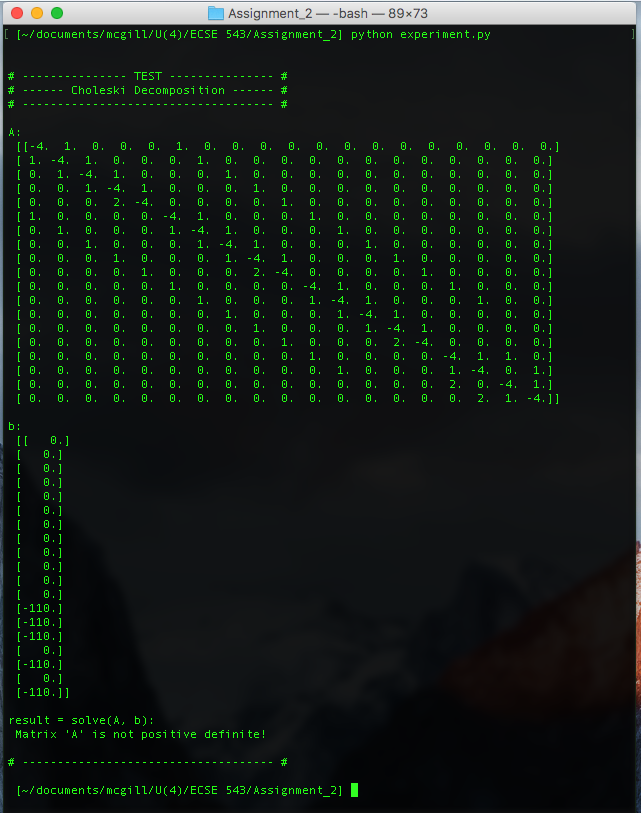 Assignment_2 — -bash — 89×73
[ [~/documents/mcgill/U(4)/ECSE 543/Assignment_2] python experiment.py ]
# --------------- TEST --------------- #
# ------ Choleski Decomposition ------ #
# ------------------------------------ #
A:
[[-4. 1. 0. 0. 0. 1. 0. 0. 0. 0. 0. 0. 0. 0. 0. 0. 0. 0. 0.]
[ 1. -4. 1. 0. 0. 0. 1. 0. 0. 0. 0. 0. 0. 0. 0. 0. 0. 0. 0.]
[ 0. 1. -4. 1. 0. 0. 0. 1. 0. 0. 0. 0. 0. 0. 0. 0. 0. 0. 0.]
[ 0. 0. 1. -4. 1. 0. 0. 0. 1. 0. 0. 0. 0. 0. 0. 0. 0. 0. 0.]
[ 0. 0. 0. 2. -4. 0. 0. 0. 0. 1. 0. 0. 0. 0. 0. 0. 0. 0. 0.]
[ 1. 0. 0. 0. 0. -4. 1. 0. 0. 0. 1. 0. 0. 0. 0. 0. 0. 0. 0.]
[ 0. 1. 0. 0. 0. 1. -4. 1. 0. 0. 0. 1. 0. 0. 0. 0. 0. 0. 0.]
[ 0. 0. 1. 0. 0. 0. 1. -4. 1. 0. 0. 0. 1. 0. 0. 0. 0. 0. 0.]
[ 0. 0. 0. 1. 0. 0. 0. 1. -4. 1. 0. 0. 0. 1. 0. 0. 0. 0. 0.]
[ 0. 0. 0. 0. 1. 0. 0. 0. 2. -4. 0. 0. 0. 0. 1. 0. 0. 0. 0.]
[ 0. 0. 0. 0. 0. 1. 0. 0. 0. 0. -4. 1. 0. 0. 0. 1. 0. 0. 0.]
[ 0. 0. 0. 0. 0. 0. 1. 0. 0. 0. 1. -4. 1. 0. 0. 0. 1. 0. 0.]
[ 0. 0. 0. 0. 0. 0. 0. 1. 0. 0. 0. 1. -4. 1. 0. 0. 0. 0. 0.]
[ 0. 0. 0. 0. 0. 0. 0. 0. 1. 0. 0. 0. 1. -4. 1. 0. 0. 0. 0.]
[ 0. 0. 0. 0. 0. 0. 0. 0. 0. 1. 0. 0. 0. 2. -4. 0. 0. 0. 0.]
[ 0. 0. 0. 0. 0. 0. 0. 0. 0. 0. 1. 0. 0. 0. 0. -4. 1. 1. 0.]
[ 0. 0. 0. 0. 0. 0. 0. 0. 0. 0. 0. 1. 0. 0. 0. 1. -4. 0. 1.]
[ 0. 0. 0. 0. 0. 0. 0. 0. 0. 0. 0. 0. 0. 0. 0. 2. 0. -4. 1.]
[ 0. 0. 0. 0. 0. 0. 0. 0. 0. 0. 0. 0. 0. 0. 0. 0. 2. 1. -4.]]
b:
[[ 0.]
[ 0.]
[ 0.]
[ 0.]
[ 0.]
[ 0.]
[ 0.]
[ 0.]
[ 0.]
[ 0.]
[ 0.]
[ 0.]
[-110.]
[-110.]
[-110.]
[ 0.]
[-110.]
[ 0.]
[-110.]]
result = solve(A, b):
Matrix 'A' is not positive definite!
# ------------------------------------ #
[~/documents/mcgill/U(4)/ECSE 543/Assignment_2]